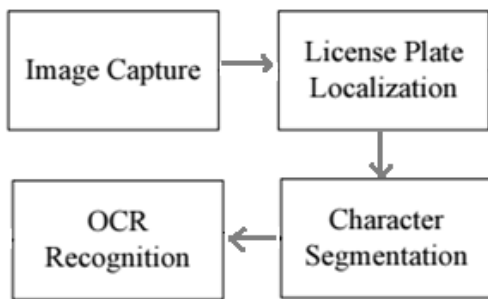 Image Capture
License Plate
Localization
Character
Segmentation
OCR
Recognition